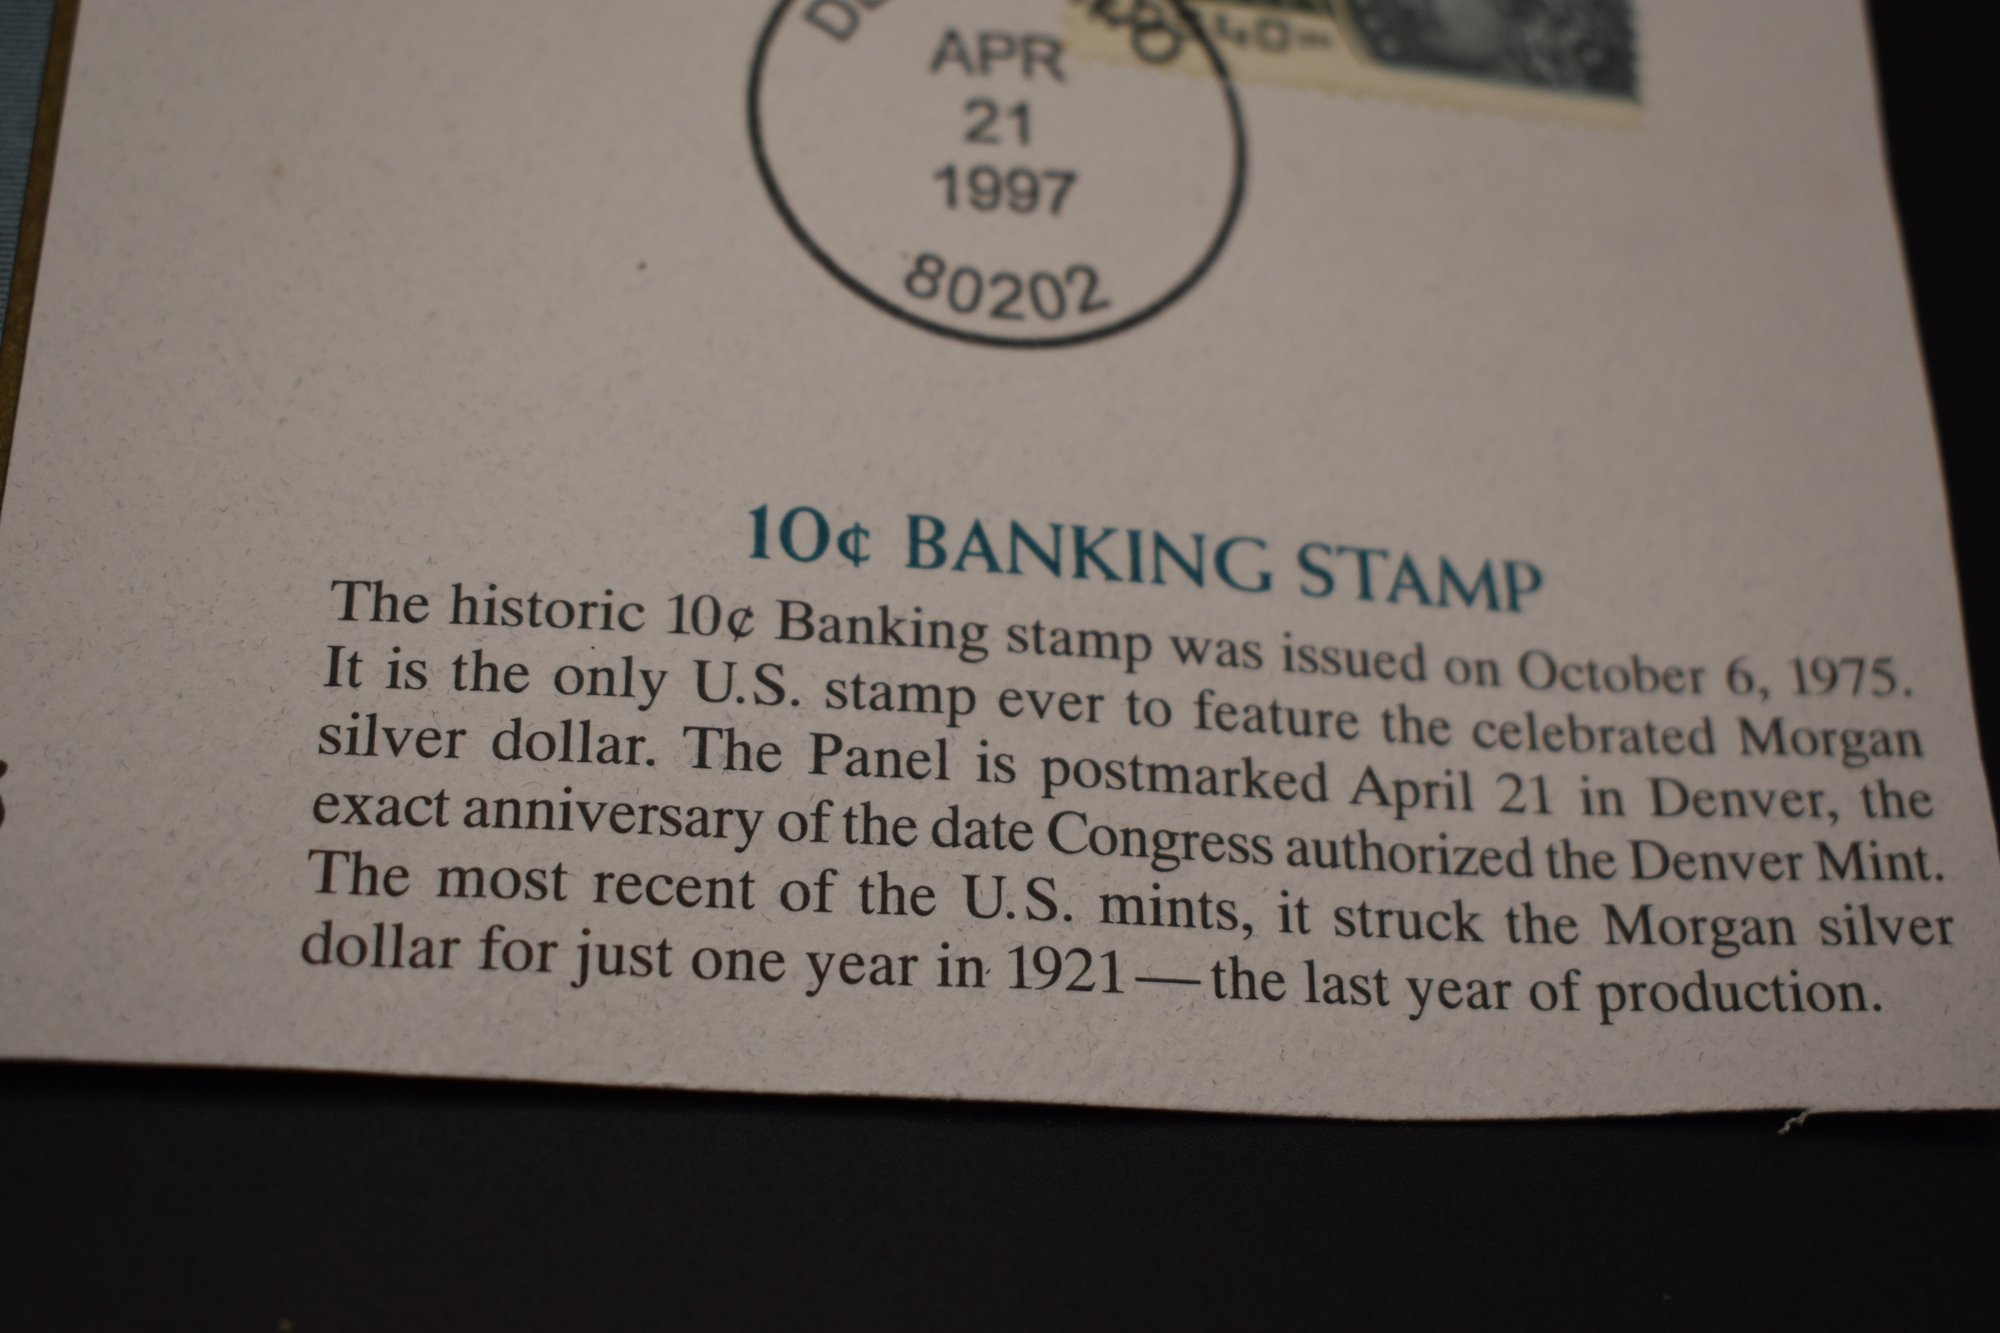 APR
21
1997
80202
10¢ BANKING STAMP
The historic 10¢ Banking stamp was issued on October 6, 1975.
It is the only U.S. stamp ever to feature the celebrated Morgan
silver dollar. The Panel is postmarked April 21 in Denver, the
exact anniversary of the date Congress authorized the Denver Mint.
The most recent of the U.S. mints, it struck the Morgan silver
dollar for just one year in 1921—the last year of production.